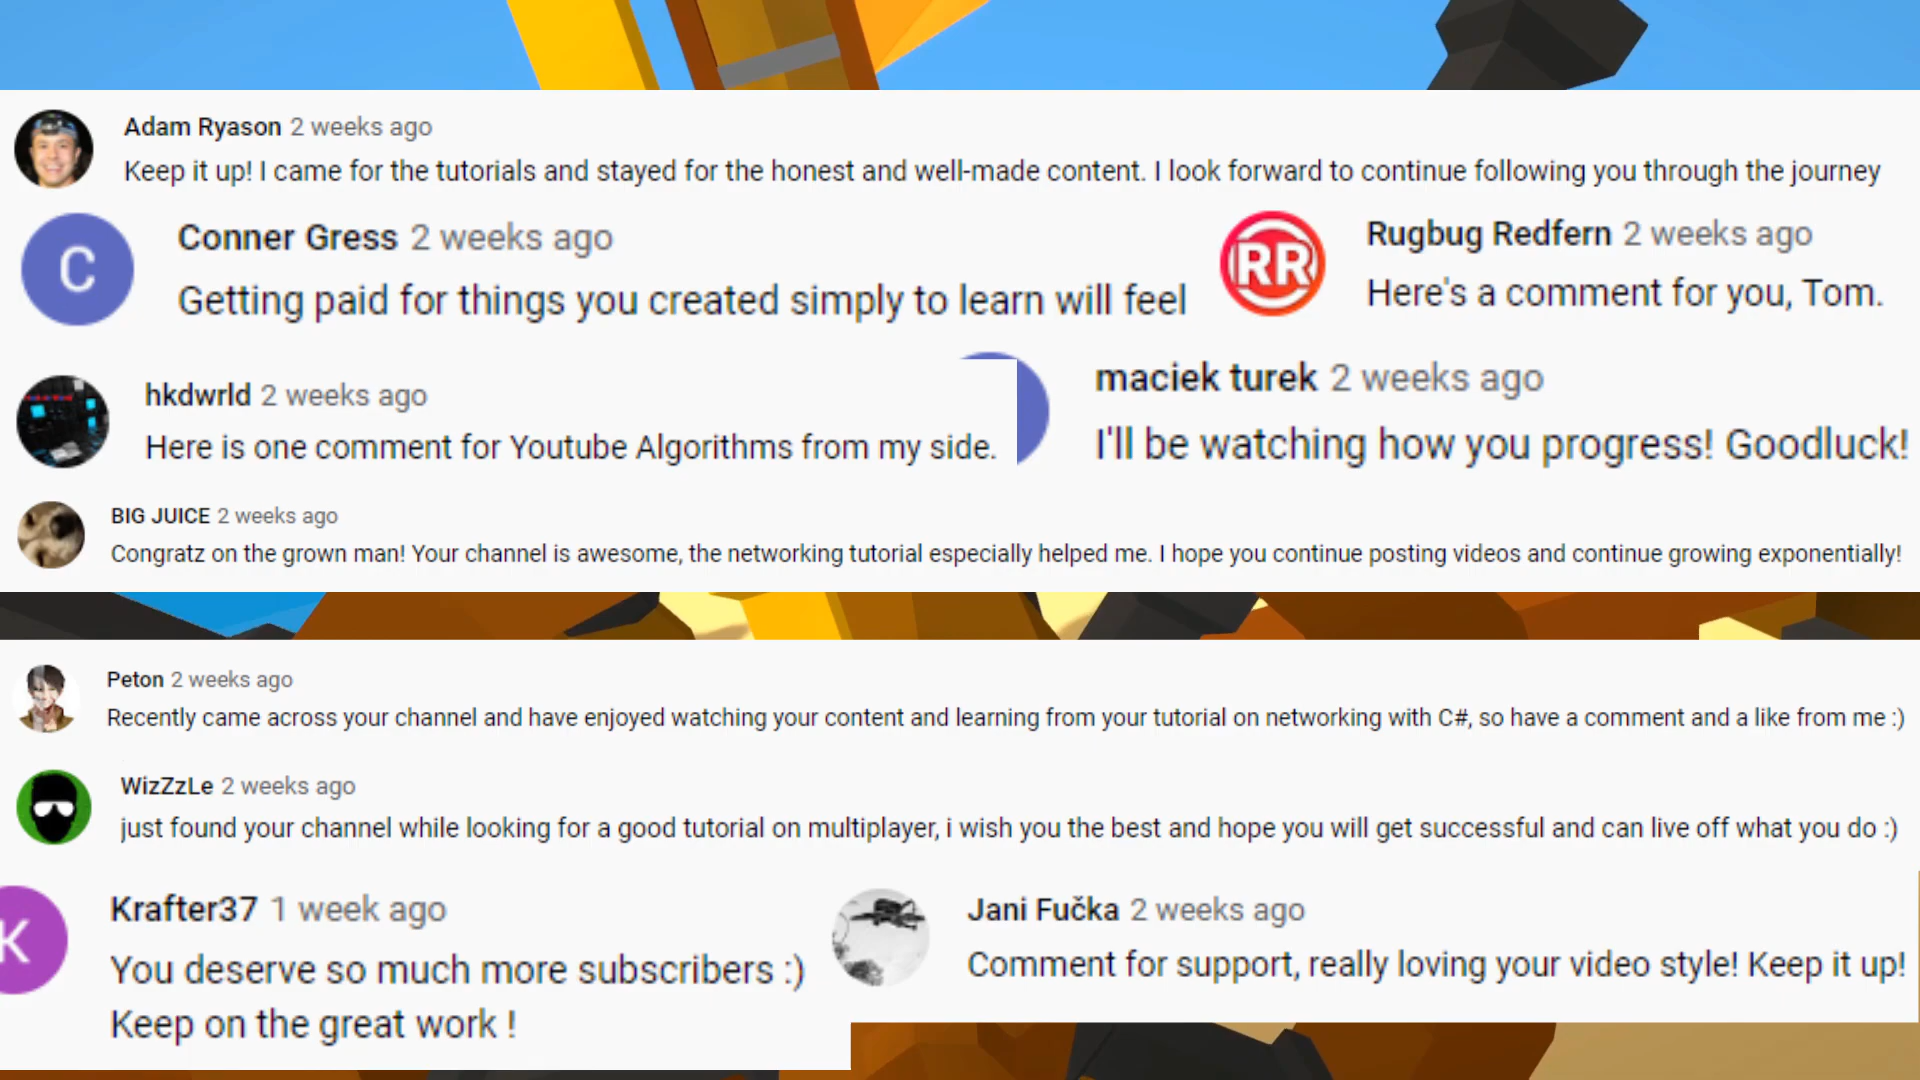 Adam Ryason 2 weeks ago
Keep it up! I came for the tutorials and stayed for the honest and well-made content. I look forward to continue following you through the journey
C
Conner Gress 2 weeks ago
Getting paid for things you created simply to learn will feel
RR
Rugbug Redfern 2 weeks ago
Here's a comment for you, Tom.
hkdwrld 2 weeks ago
Here is one comment for Youtube Algorithms from my side.
maciek turek 2 weeks ago
I'll be watching how you progress! Goodluck!
BIG JUICE 2 weeks ago
Congratz on the grown man! Your channel is awesome, the networking tutorial especially helped me. I hope you continue posting videos and continue growing exponentially!
Peton 2 weeks ago
Recently came across your channel and have enjoyed watching your content and learning from your tutorial on networking with C#, so have a comment and a like from me :)
WizZzLe 2 weeks ago
just found your channel while looking for a good tutorial on multiplayer, i wish you the best and hope you will get successful and can live off what you do :)
K
Krafter37 1 week ago
You deserve so much more subscribers :)
Keep on the great work !
Jani Fučka 2 weeks ago
Comment for support, really loving your video style! Keep it up!